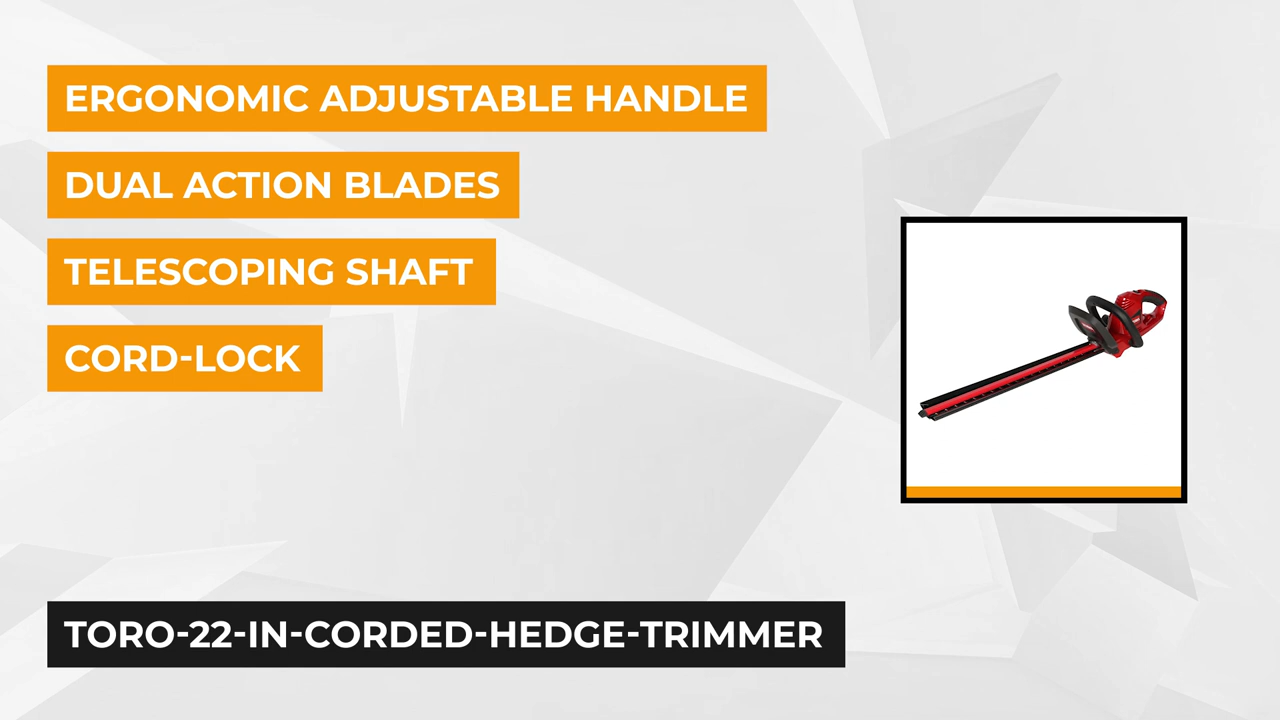 ERGONOMIC ADJUSTABLE HANDLE
DUAL ACTION BLADES
TELESCOPING SHAFT
CORD-LOCK
TORO-22-IN-CORDED-HEDGE-TRIMMER